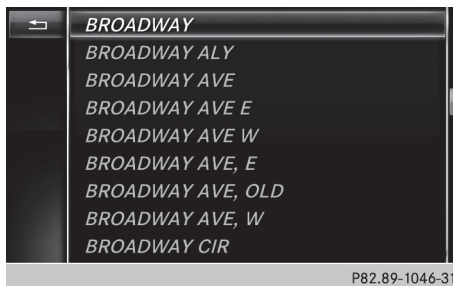 BROADWAY
BROADWAY ALY
BROADWAY AVE
BROADWAY AVE E
BROADWAY AVE W
BROADWAY AVE, E
BROADWAY AVE, OLD
BROADWAY AVE, W
BROADWAY CIR
P82.89-1046-31